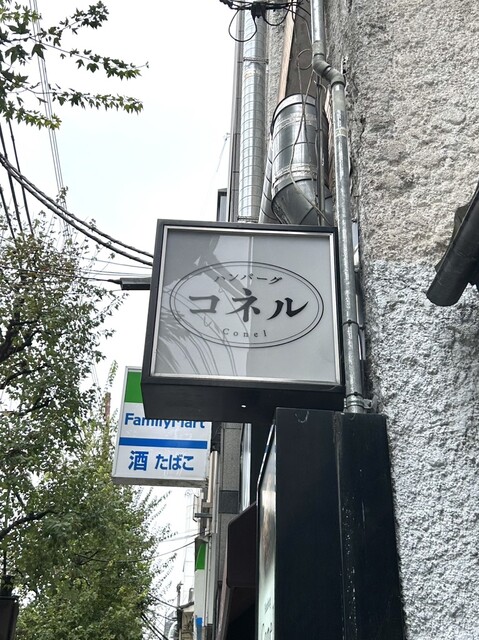 ハンバーグ
コネル
Conel
FamilyMart
酒 たばこ